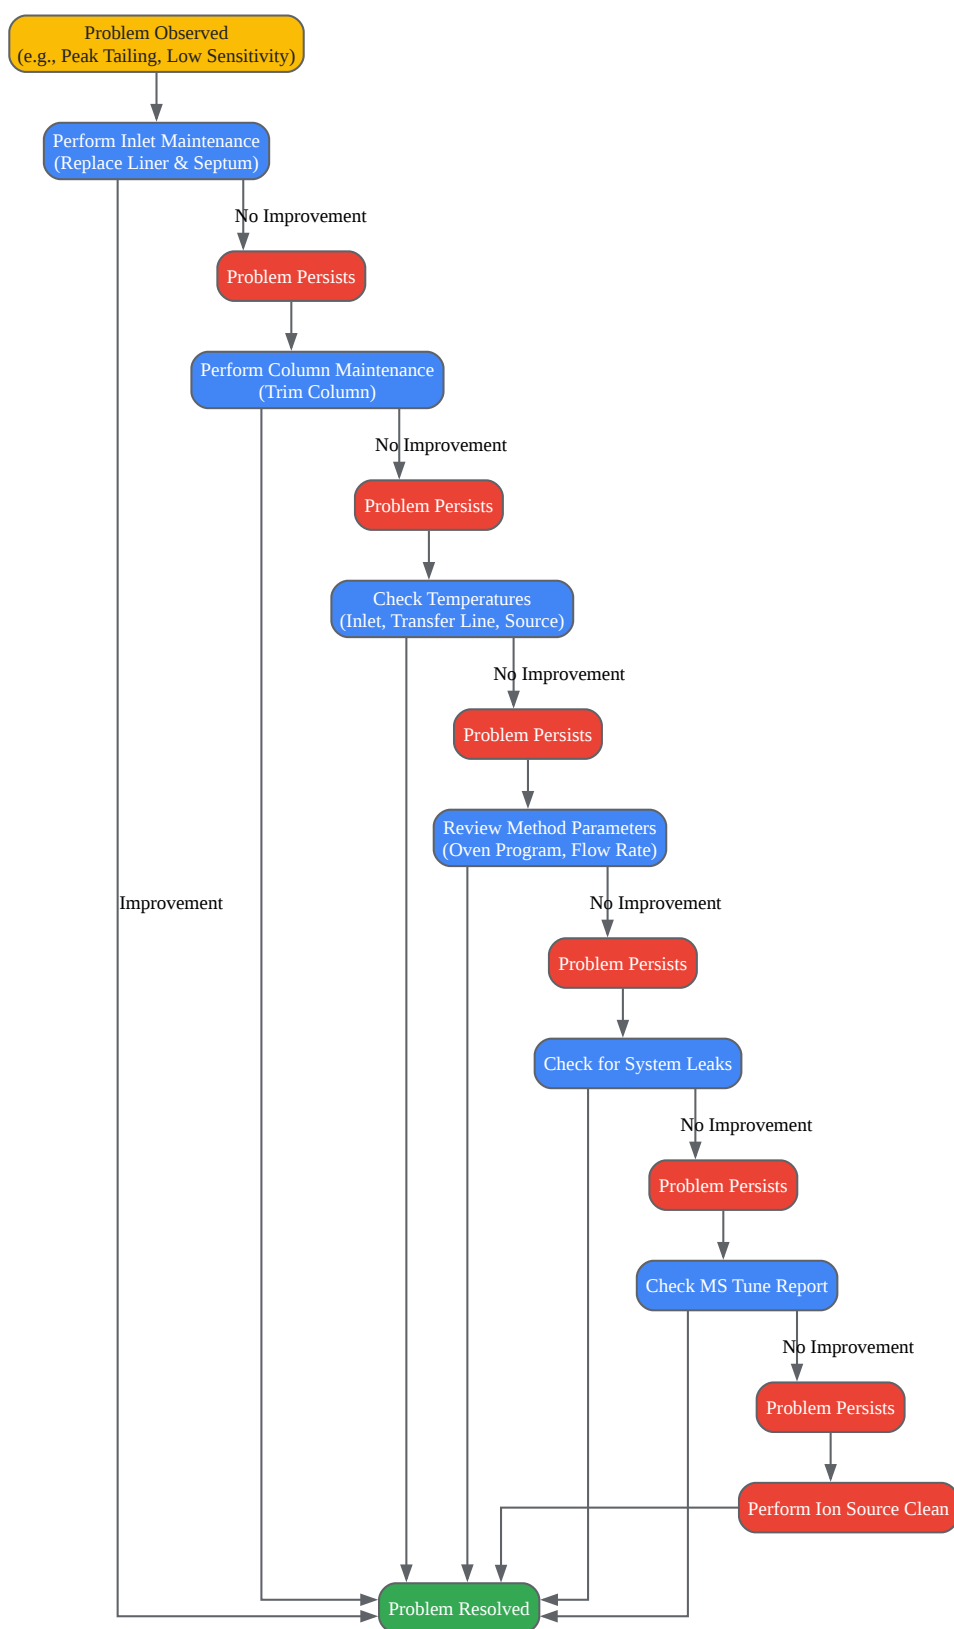 Problem Observed
(e.g., Peak Tailing, Low Sensitivity)
Perform Inlet Maintenance
(Replace Liner & Septum)
No Improvement
Problem Persists
Perform Column Maintenance
(Trim Column)
No Improvement
Problem Persists
Check Temperatures
(Inlet, Transfer Line, Source)
No Improvement
Problem Persists
Review Method Parameters
(Oven Program, Flow Rate)
Improvement
No Improvement
Problem Persists
Check for System Leaks
No Improvement
Problem Persists
Check MS Tune Report
No Improvement
Problem Persists
Perform Ion Source Clean
Problem Resolved